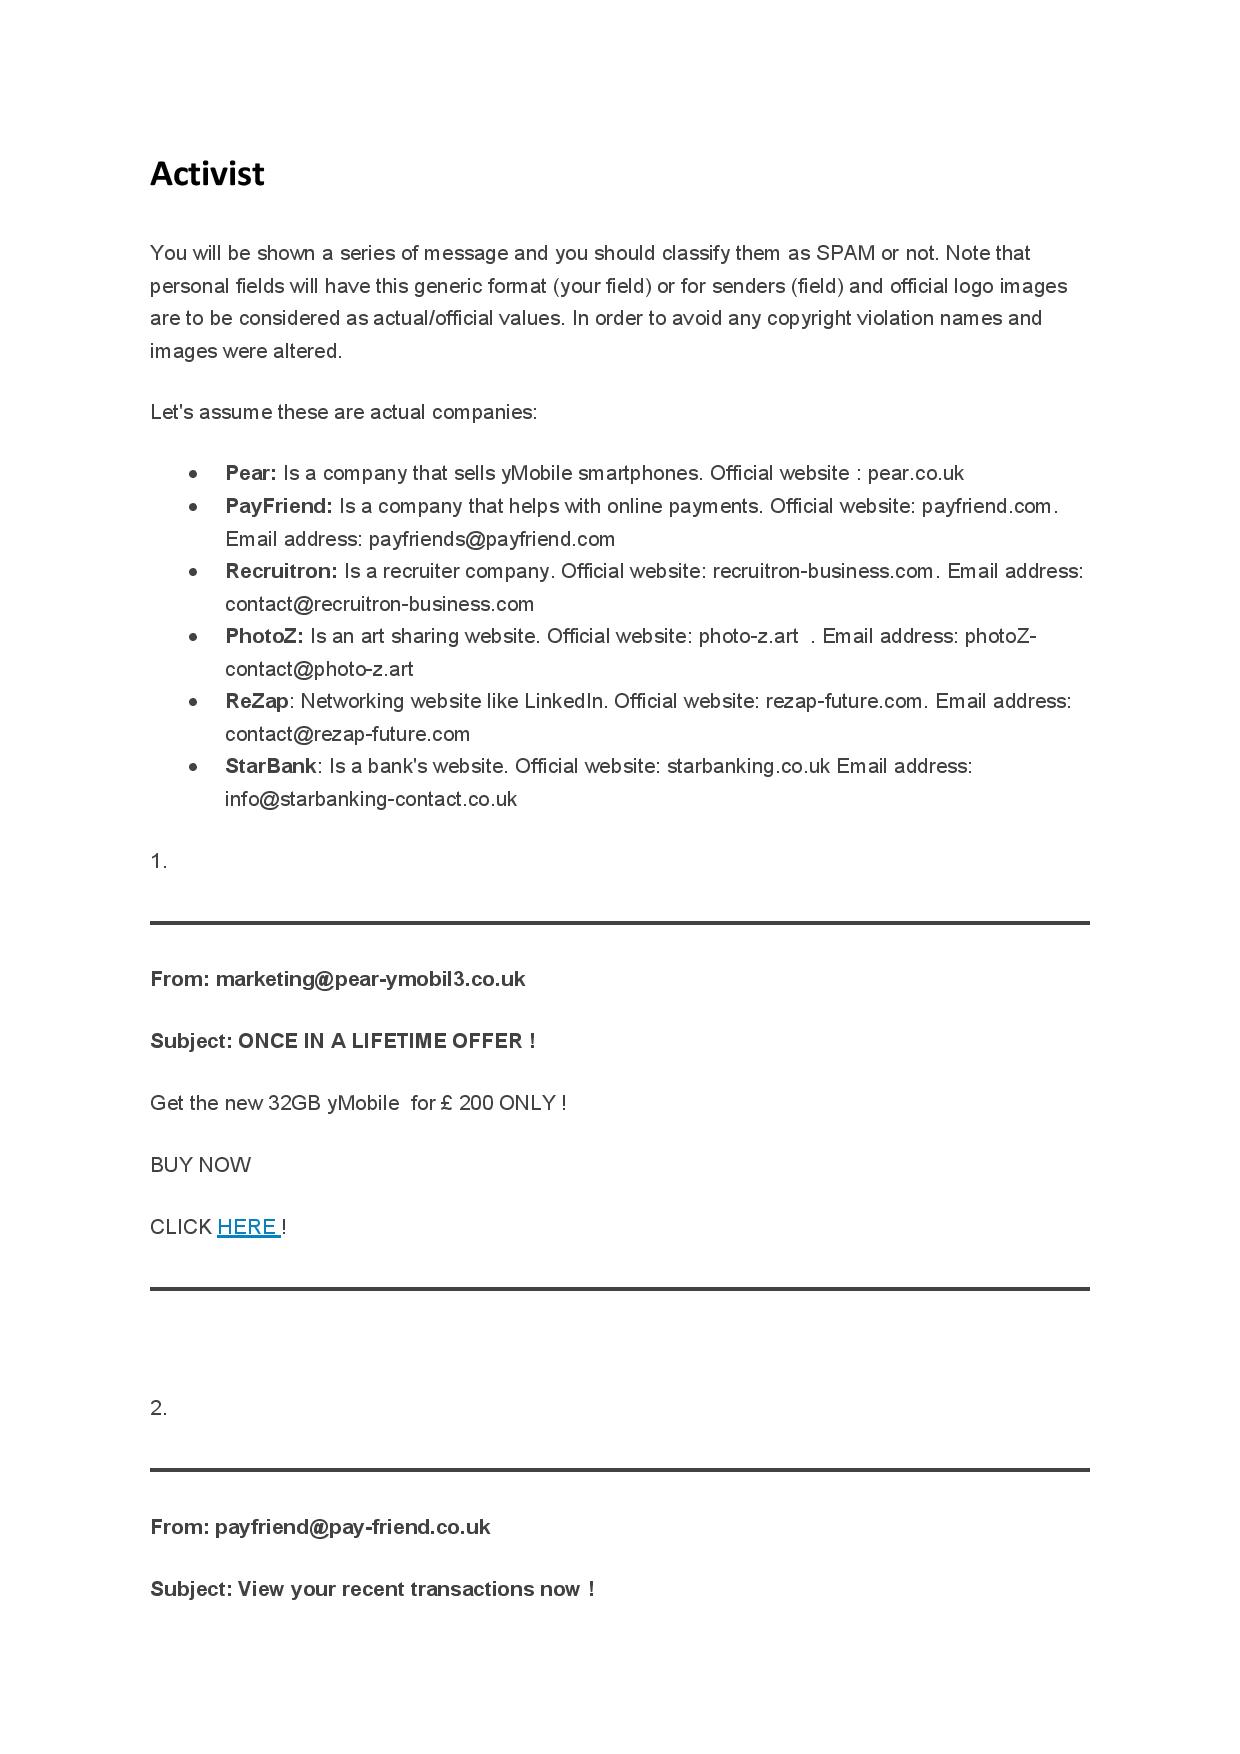 Activist
You will be shown a series of message and you should classify them as SPAM or not. Note that
personal fields will have this generic format (your field) or for senders (field) and official logo images
are to be considered as actual/official values. In order to avoid any copyright violation names and
images were altered.
Let's assume these are actual companies:
• Pear: Is a company that sells yMobile smartphones. Official website : pear.co.uk
• PayFriend: Is a company that helps with online payments. Official website: payfriend.com.
Email address: payfriends@payfriend.com
• Recruitron: Is a recruiter company. Official website: recruitron-business.com. Email address:
contact@recruitron-business.com
• PhotoZ: Is an art sharing website. Official website: photo-z.art  . Email address: photoZ-
contact@photo-z.art
• ReZap: Networking website like LinkedIn. Official website: rezap-future.com. Email address:
contact@rezap-future.com
• StarBank: Is a bank's website. Official website: starbanking.co.uk Email address:
info@starbanking-contact.co.uk
1.
From: marketing@pear-ymobil3.co.uk
Subject: ONCE IN A LIFETIME OFFER !
Get the new 32GB yMobile  for £ 200 ONLY !
BUY NOW
CLICK HERE !
2.
From: payfriend@pay-friend.co.uk
Subject: View your recent transactions now !